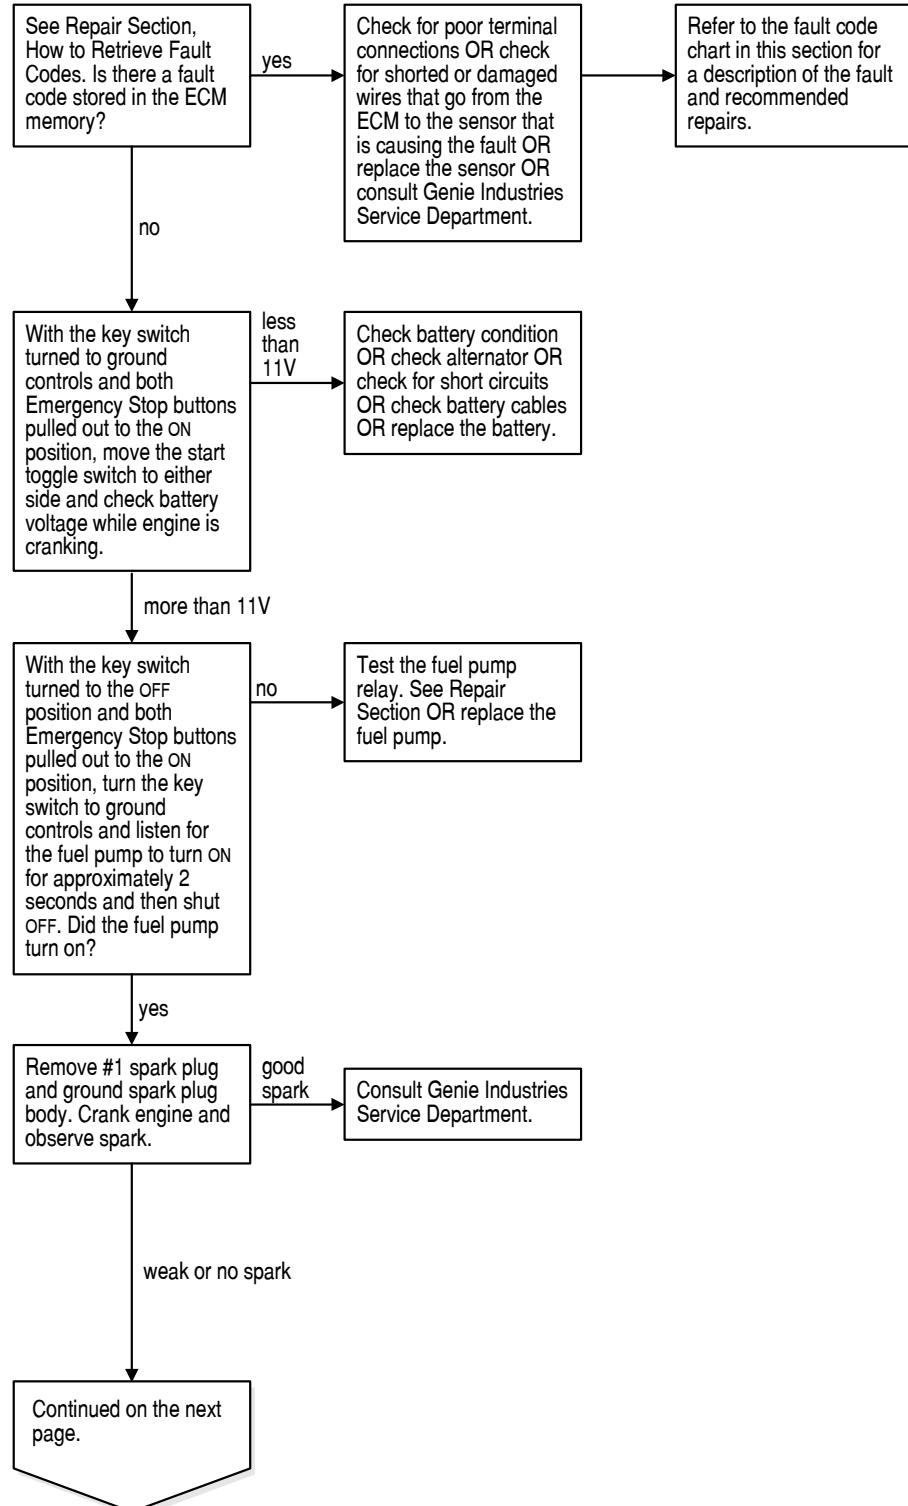 See Repair Section,
How to Retrieve Fault
Codes. Is there a fault
code stored in the ECM
memory?
yes
Check for poor terminal
connections OR check
for shorted or damaged
wires that go from the
ECM to the sensor that
is causing the fault OR
replace the sensor OR
consult Genie Industries
Service Department.
Refer to the fault code
chart in this section for
a description of the fault
and recommended
repairs.
no
With the key switch
turned to ground
controls and both
Emergency Stop buttons
pulled out to the ON
position, move the start
toggle switch to either
side and check battery
voltage while engine is
cranking.
less
than
11V
Check battery condition
OR check alternator OR
check for short circuits
OR check battery cables
OR replace the battery.
more than 11V
With the key switch
turned to the OFF
position and both
Emergency Stop buttons
pulled out to the ON
position, turn the key
switch to ground
controls and listen for
the fuel pump to turn ON
for approximately 2
seconds and then shut
OFF. Did the fuel pump
turn on?
no
Test the fuel pump
relay. See Repair
Section OR replace the
fuel pump.
yes
Remove #1 spark plug
and ground spark plug
body. Crank engine and
observe spark.
good
spark
Consult Genie Industries
Service Department.
weak or no spark
Continued on the next
page.